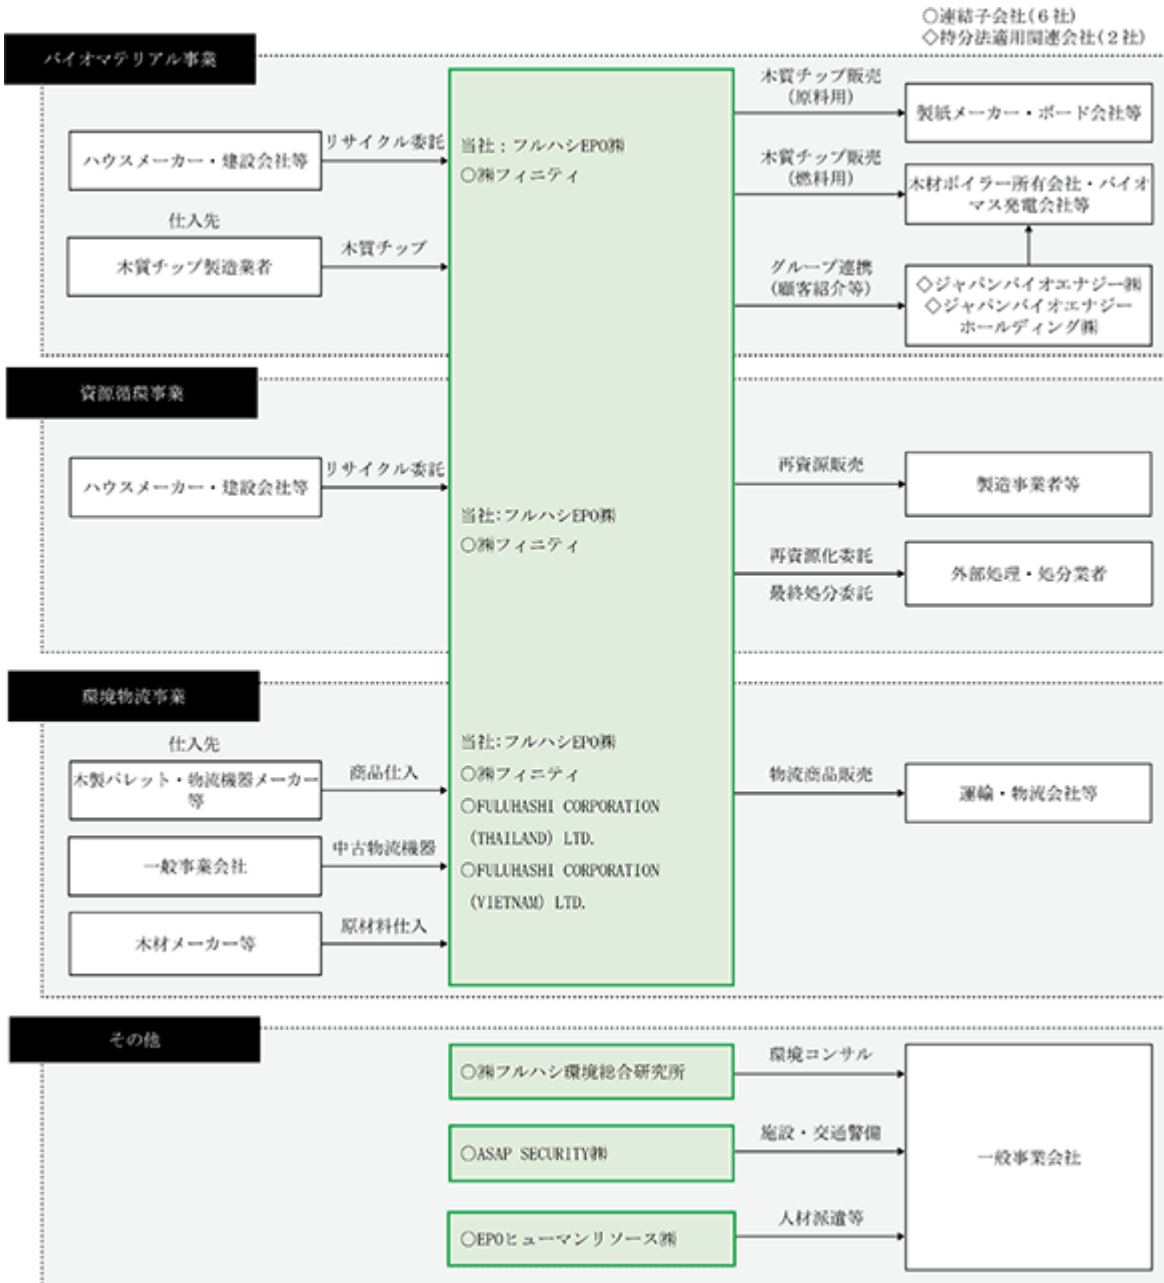 ○連結子会社(6社)
◇持分法適用関連会社(2社)
バイオマテリアル事業
ハウスメーカー・建設会社等
リサイクル委託
仕入先
木質チップ製造業者
木質チップ
当社：フルハシEPO㈱
○㈱フィニティ
木質チップ販売
(原料用)
製紙メーカー・ボード会社等
木質チップ販売
(燃料用)
木材ボイラー所有会社・バイオ
マス発電会社等
グループ連携
(顧客紹介等)
◇ジャパンバイオエナジー㈱
◇ジャパンバイオエナジー
ホールディング㈱
資源循環事業
ハウスメーカー・建設会社等
リサイクル委託
当社:フルハシEPO㈱
○㈱フィニティ
再資源販売
製造事業者等
再資源化委託
最終処分委託
外部処理・処分業者
環境物流事業
仕入先
木製パレット・物流機器メーカー
等
商品仕入
一般事業会社
中古物流機器
木材メーカー等
原材料仕入
当社:フルハシEPO㈱
○㈱フィニティ
○FULUHASHI CORPORATION
(THAILAND) LTD.
○FULUHASHI CORPORATION
(VIETNAM) LTD.
物流商品販売
運輸・物流会社等
その他
○㈱フルハシ環境総合研究所
環境コンサル
○ASAP SECURITY㈱
施設・交通警備
○EPOヒューマンリソース㈱
人材派遣等
一般事業会社